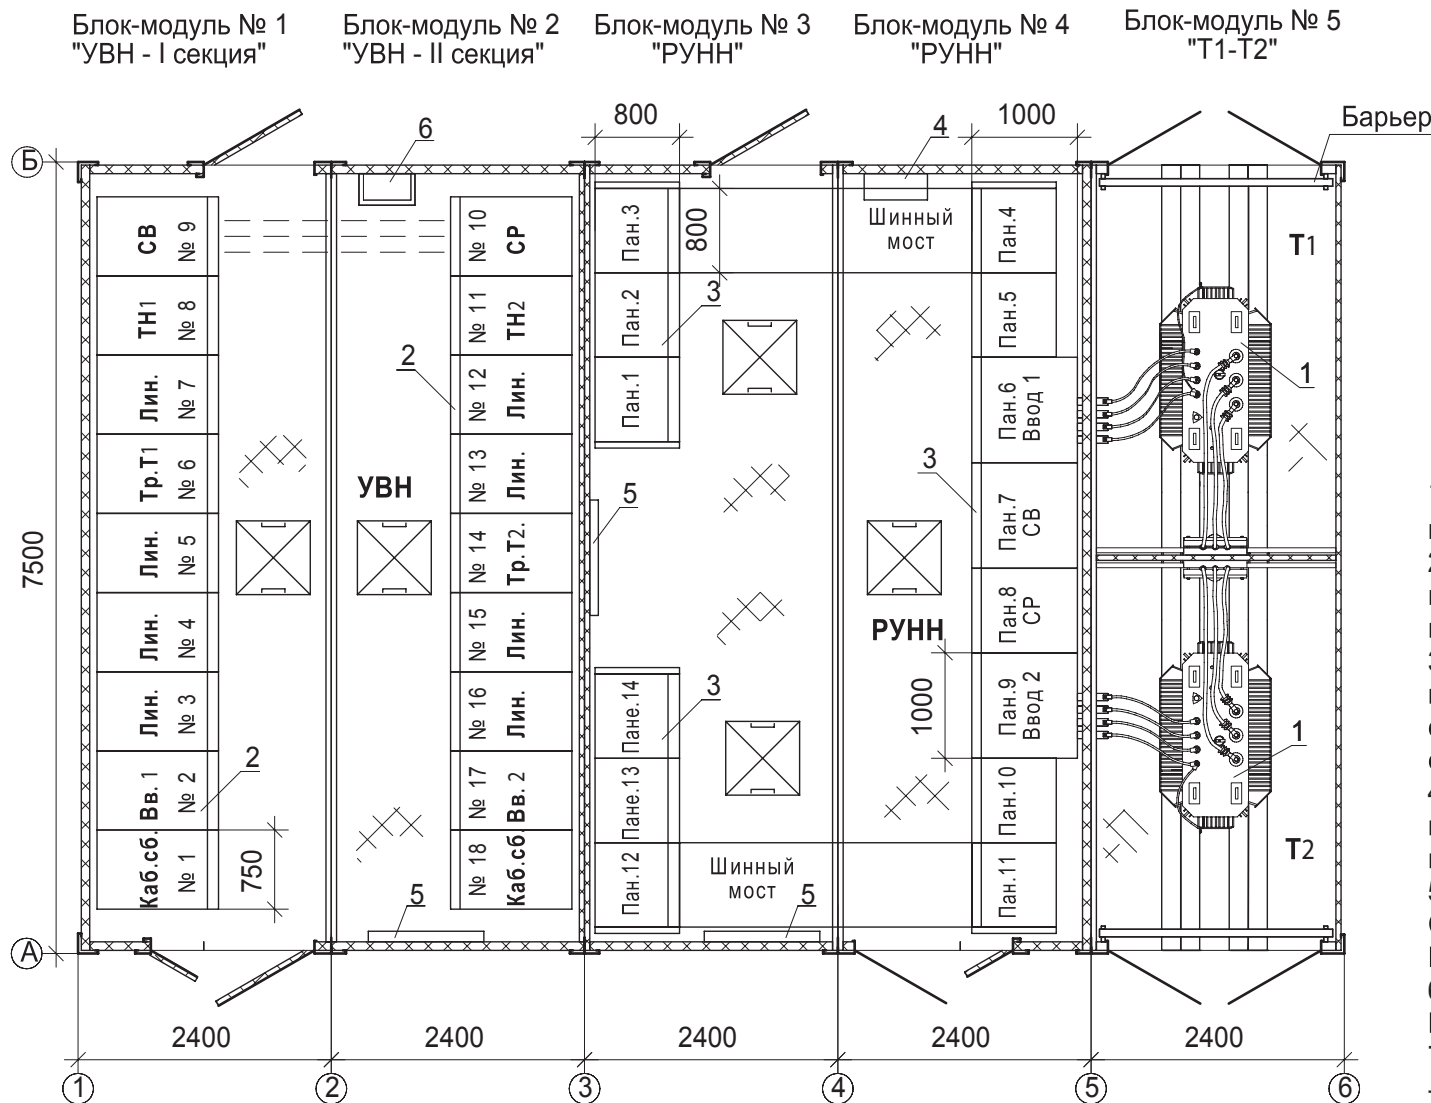 Блок-модуль № 1
"УВН - I секция"
Блок-модуль № 2
"УВН - II секция"
Блок-модуль № 3
"РУНН"
Блок-модуль № 4
"РУНН"
Блок-модуль № 5
"Т1-Т2"
Барьер
6
800
4
1000
Б
СВ
№ 9
ТН1
№ 8
Лин.
№ 7
Тр.Т1
№ 6
Лин.
№ 5
Лин.
№ 4
Лин.
№ 3
Вв. 1
№ 2
Каб.сб.
№ 1
2
750
7500
УВН
2
№ 10
СР
№ 11
ТН2
№ 12
Лин.
№ 13
Лин.
№ 14
Тр.Т2.
№ 15
Лин.
№ 16
Лин.
№ 17
Вв. 2
№ 18
Каб.сб.
5
Пан.3
Пан.2
Пан.1
800
3
5
Пане.14
Пане.13
Пан.12
3
Шинный
мост
5
Шинный
мост
3
РУНН
1000
Пан.4
Пан.5
Пан.6
Ввод 1
Пан.7
СВ
Пан.8
СР
Пан.9
Ввод 2
Пан.10
Пан.11
Т1
1
1
Т2
А
2400
2400
2400
2400
2400
1
2
3
4
5
6